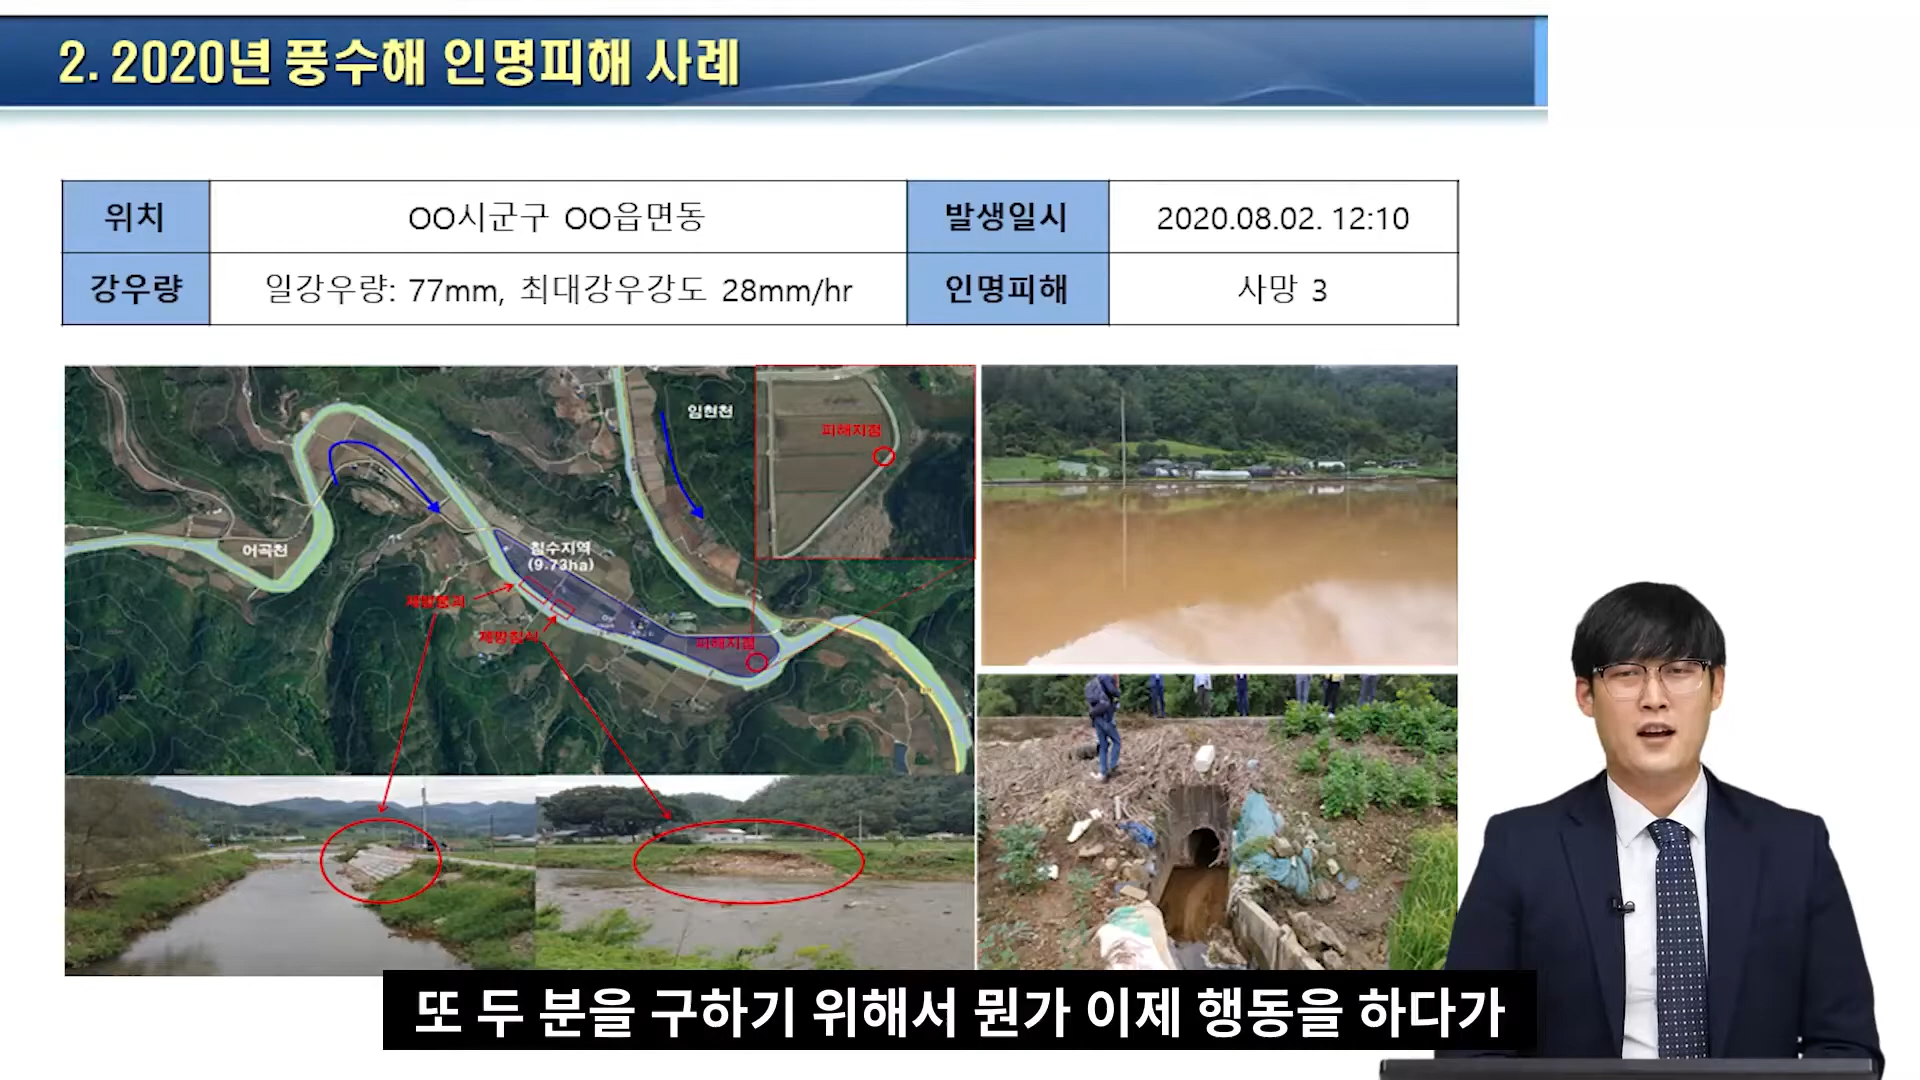 2. 2020년 풍수해 인명피해 사례
위치
OO시군구 OO읍면동
발생일시
2020.08.02. 12:10
강우량
일강우량: 77mm, 최대강우강도 28mm/hr
인명피해
사망 3
임현천
피해지점
어곡천
침수지역
(9.73ha)
제방붕괴
제방침식
피해지점
또 두 분을 구하기 위해서 뭔가 이제 행동을 하다가